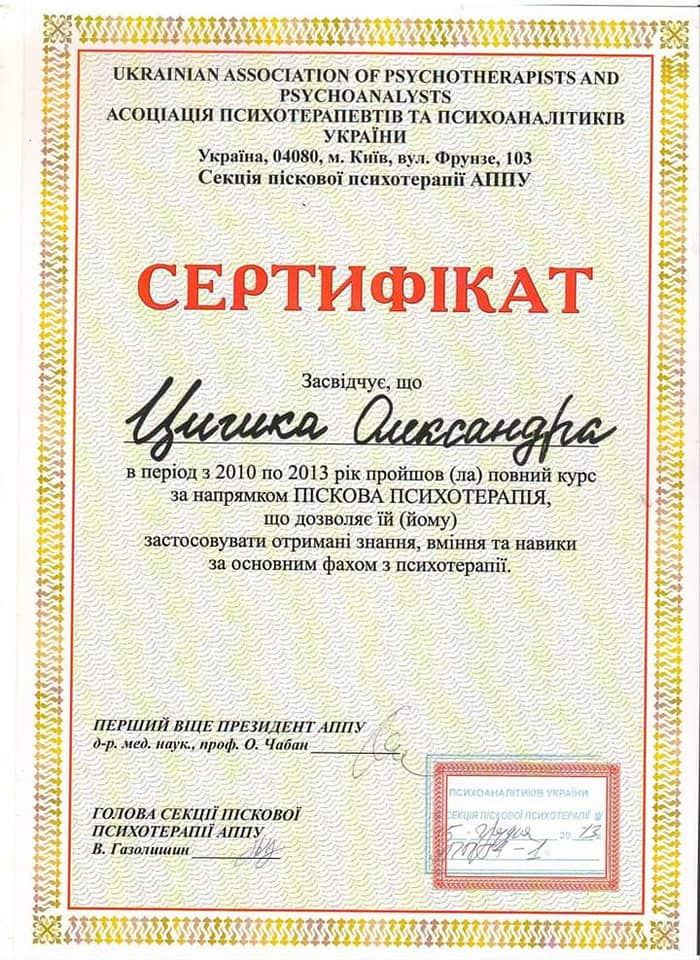 UKRAINIAN ASSOCIATION OF PSYCHOTHERAPISTS AND
PSYCHOANALYSTS
АСОЦІАЦІЯ ПСИХОТЕРАПЕВТІВ ТА ПСИХОАНАЛІТИКІВ
УКРАЇНИ
Україна, 04080, м. Київ, вул. Фрунзе, 103
Секція піскової психотерапії АППУ
СЕРТИФІКАТ
Засвідчує, що
Цигика Олександра
в період з 2010 по 2013 рік пройшов (ла) повний курс
за напрямком ПІСКОВА ПСИХОТЕРАПІЯ,
що дозволяє їй (йому)
застосовувати отримані знання, вміння та навики
за основним фахом з психотерапії.
ПЕРШИЙ ВІЦЕ ПРЕЗИДЕНТ АППУ
д-р. мед. наук., проф. О. Чабан
ГОЛОВА СЕКЦІЇ ПІСКОВОЇ
ПСИХОТЕРАПІЇ АППУ
В. Газолишин
ПСИХОАНАЛІТИКІВ УКРАЇНИ
СЕКЦІЯ ПІСКОВОЇ ПСИХОТЕРАПІЇ
грудня 2013